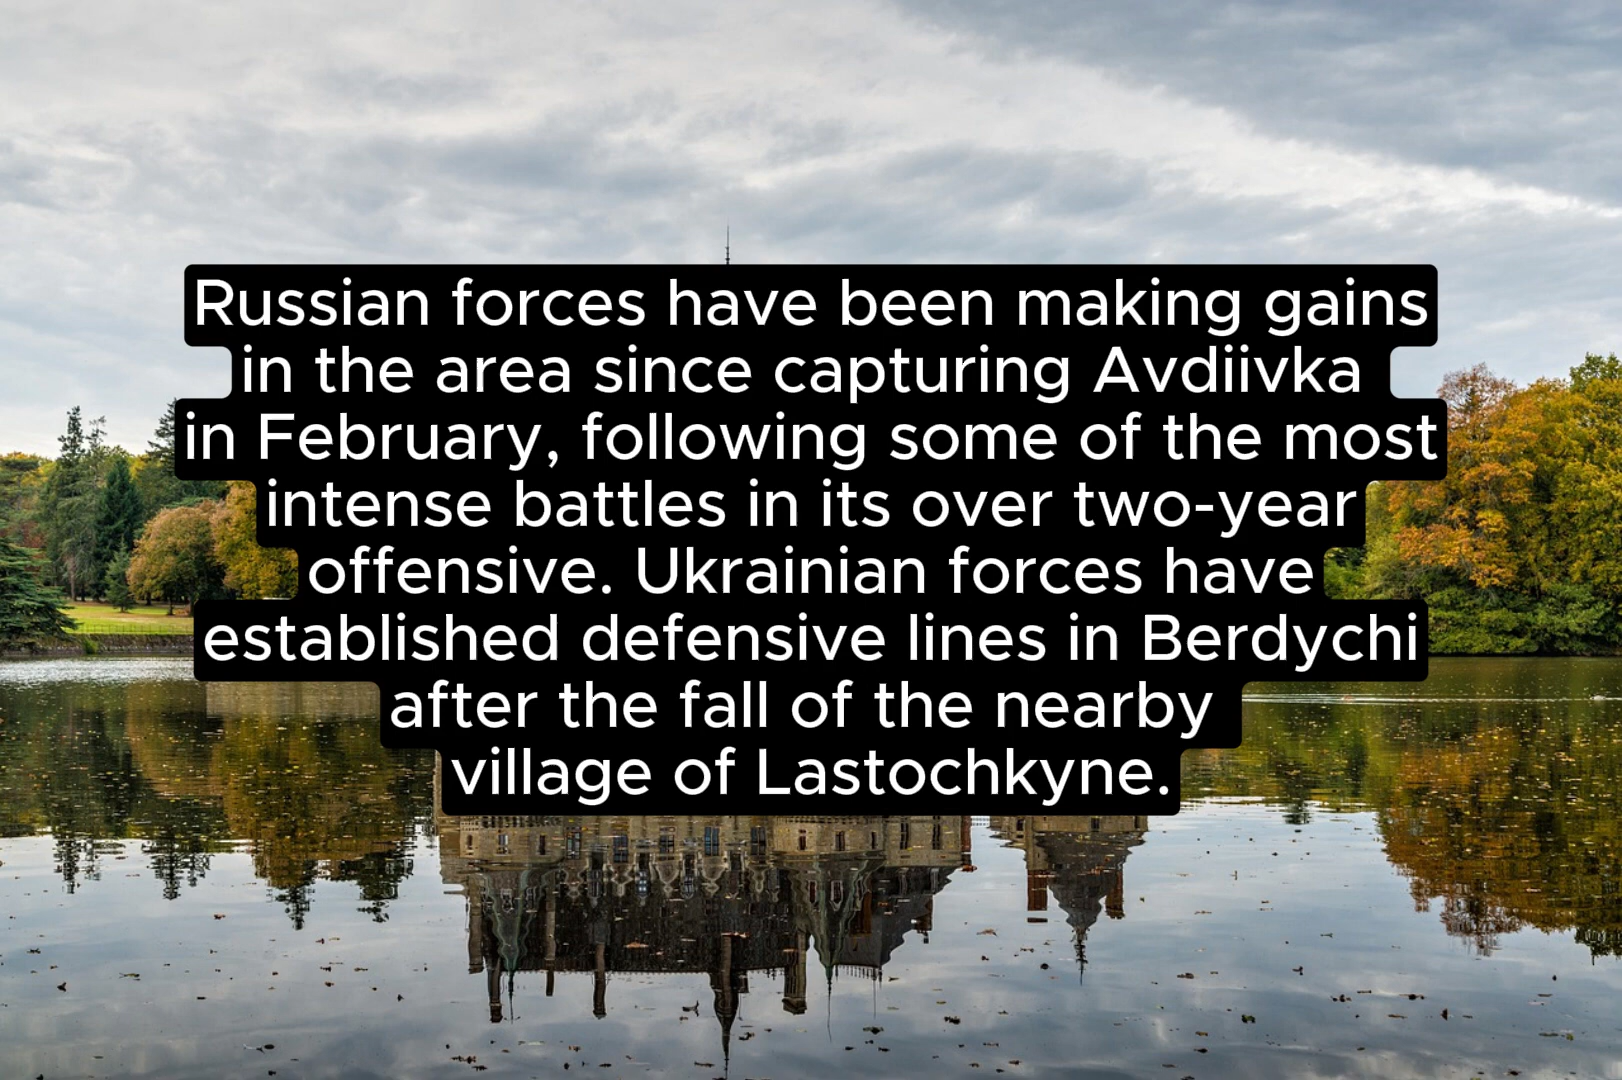 Russian forces have been making gains
in the area since capturing Avdiivka
in February, following some of the most
intense battles in its over two-year
offensive. Ukrainian forces have
established defensive lines in Berdychi
after the fall of the nearby
village of Lastochkyne.